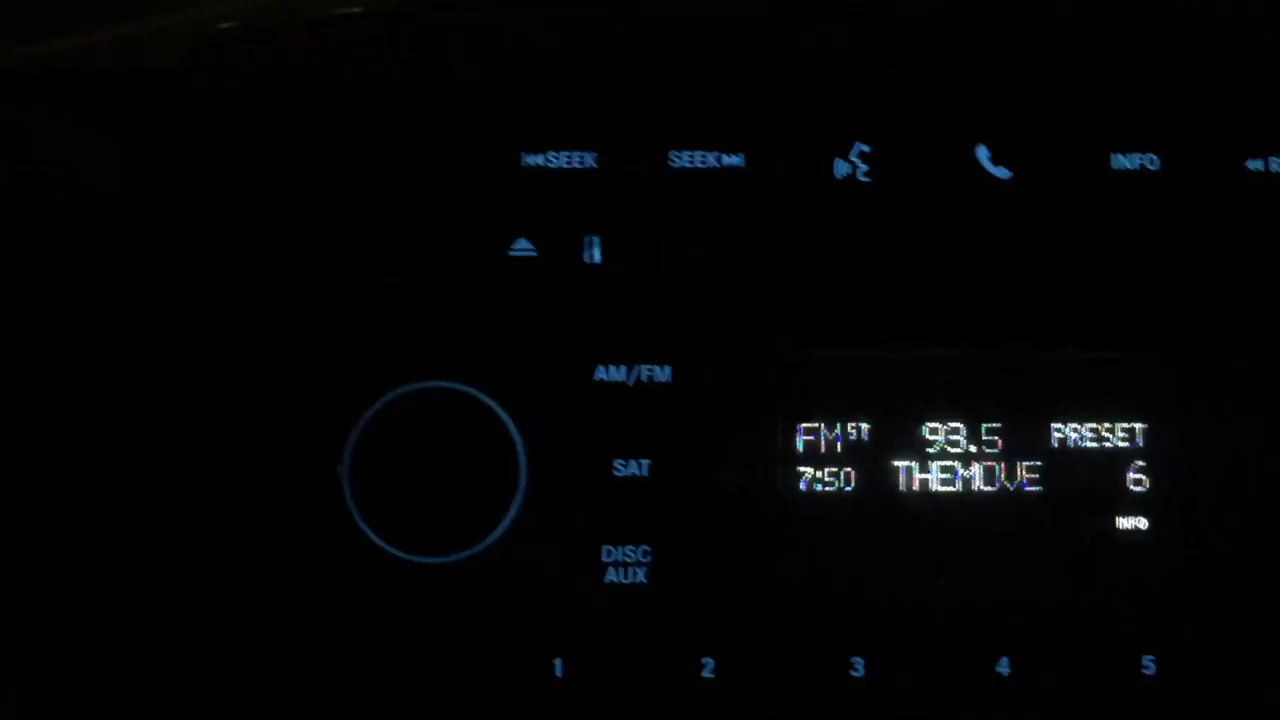 SEEK SEEK INFO
AM/FM
FM ST 93.5 PRESET
SAT 7:50 THEMOVE 6
INFO
DISC
AUX
1 2 3 4 5